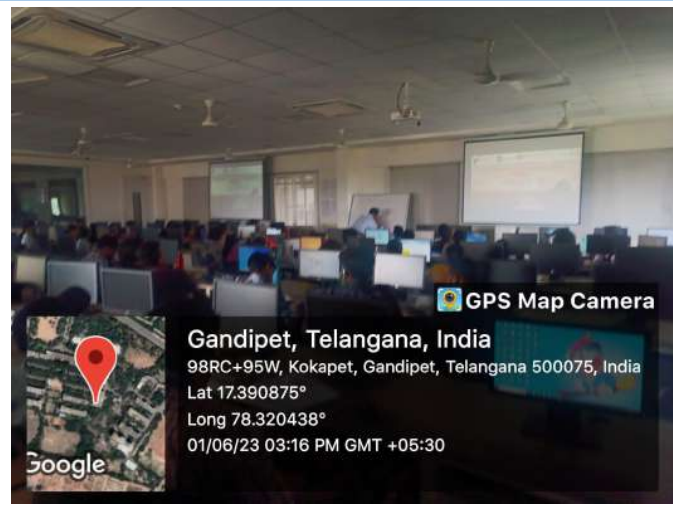 GPS Map Camera
Gandipet, Telangana, India
98RC+95W, Kokapet, Gandipet, Telangana 500075, India
Lat 17.390875°
Long 78.320438°
01/06/23 03:16 PM GMT +05:30
Google